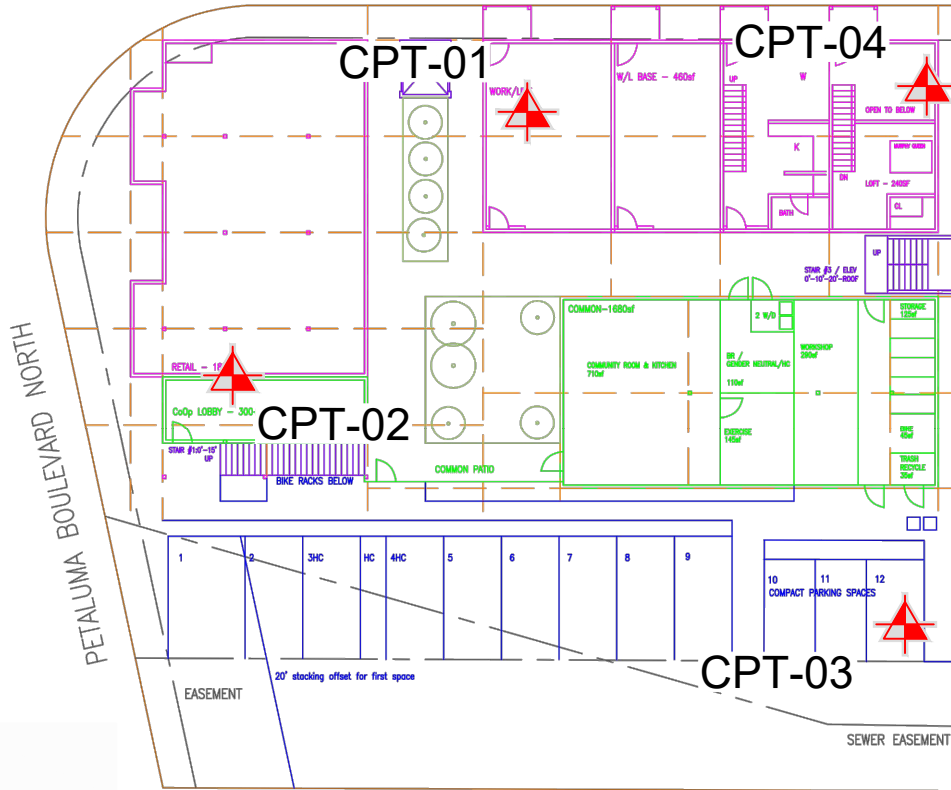 CPT-01
CPT-04
WORK/L
W/L BASE - 460sf
UP
W
OPEN TO BELOW
K
MURPHY QUEEN
DN
LOFT - 240SF
BATH
CL
STAIR #3 / ELEV
0'-10'-20'-ROOF
UP
COMMON-1680sf
2 W/D
STORAGE
125sf
COMMUNITY ROOM & KITCHEN
710sf
BR /
GENDER NEUTRAL/HC
110sf
WORKSHOP
280sf
RETAIL - 1
CoOp LOBBY - 300
CPT-02
EXERCISE
145sf
BIKE
45sf
STAIR #1:0'-15'
UP
BIKE RACKS BELOW
COMMON PATIO
TRASH
RECYCLE
35sf
PETALUMA BOULEVARD NORTH
1
2
3HC
HC
4HC
5
6
7
8
9
10
11
12
COMPACT PARKING SPACES
CPT-03
20' stacking offset for first space
EASEMENT
SEWER EASEMENT